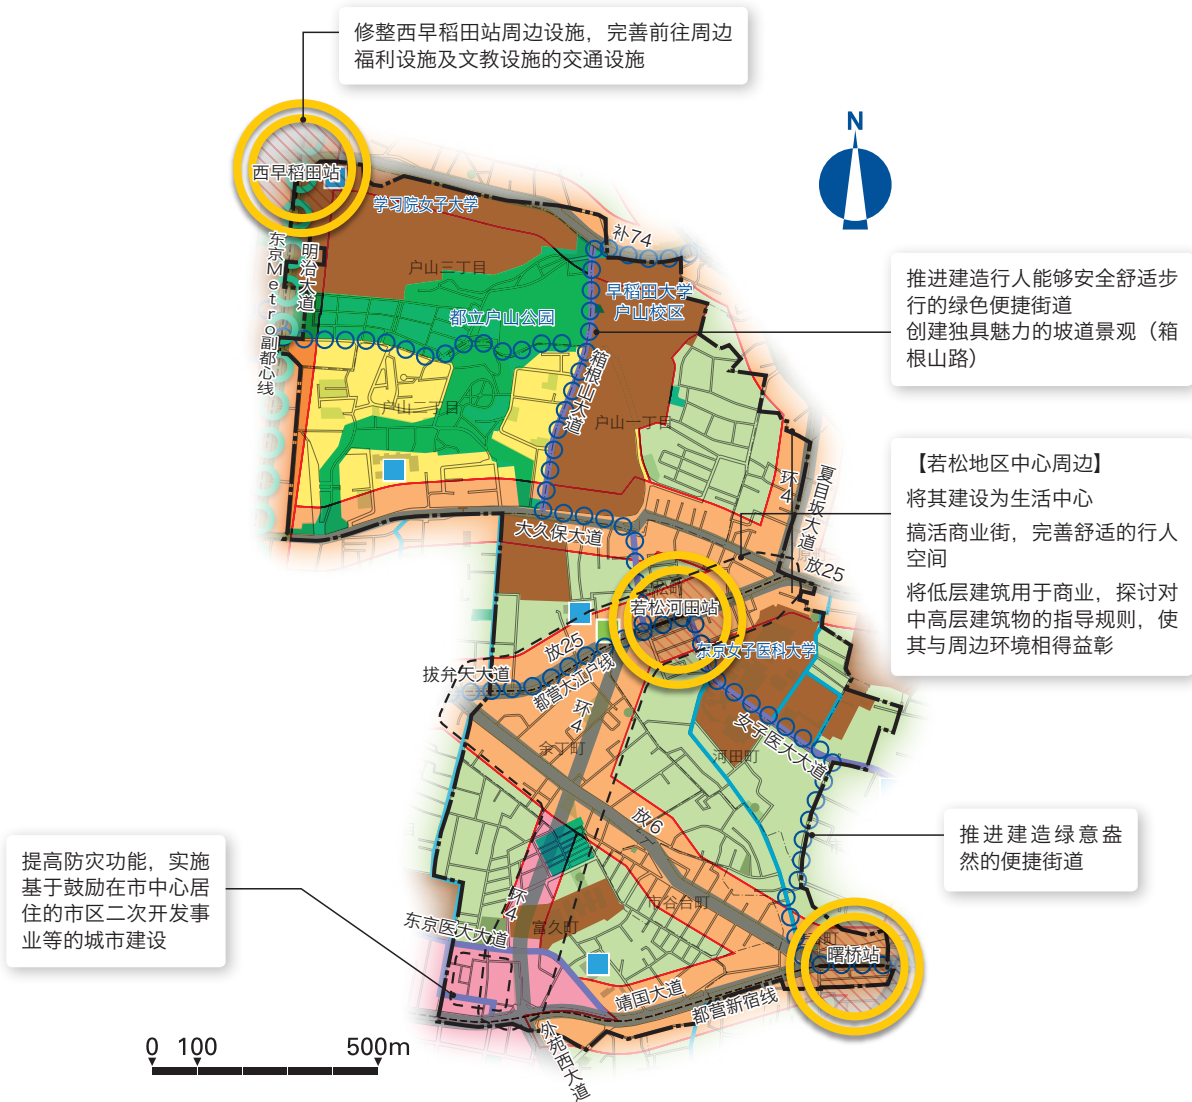 修整西早稻田站周边设施，完善前往周边
福利设施及文教设施的交通设施
N
西早稻田站
学习院女子大学
补74
东京Metro副都心线
明治大道
户山三丁目
早稻田大学
户山校区
都立户山公园
推进建造行人能够安全舒适步
行的绿色便捷街道
创建独具魅力的坡道景观（箱
根山路）
箱根山大道
户山二丁目
户山一丁目
【若松地区中心周边】
将其建设为生活中心
搞活商业街，完善舒适的行人
空间
将低层建筑用于商业，探讨对
中高层建筑物的指导规则，使
其与周边环境相得益彰
环4
夏目坂大道
大久保大道
放25
若松河田站
东京女子医科大学
放25
拔弁天大道
都营大江户线
环4
余丁町
女子医大大道
河田町
放6
推进建造绿意盎
然的便捷街道
提高防灾功能，实施
基于鼓励在市中心居
住的市区二次开发事
业等的城市建设
环4
市谷台町
东京医大大道
富久町
曙桥站
靖国大道
都营新宿线
外苑西大道
0 100 500m